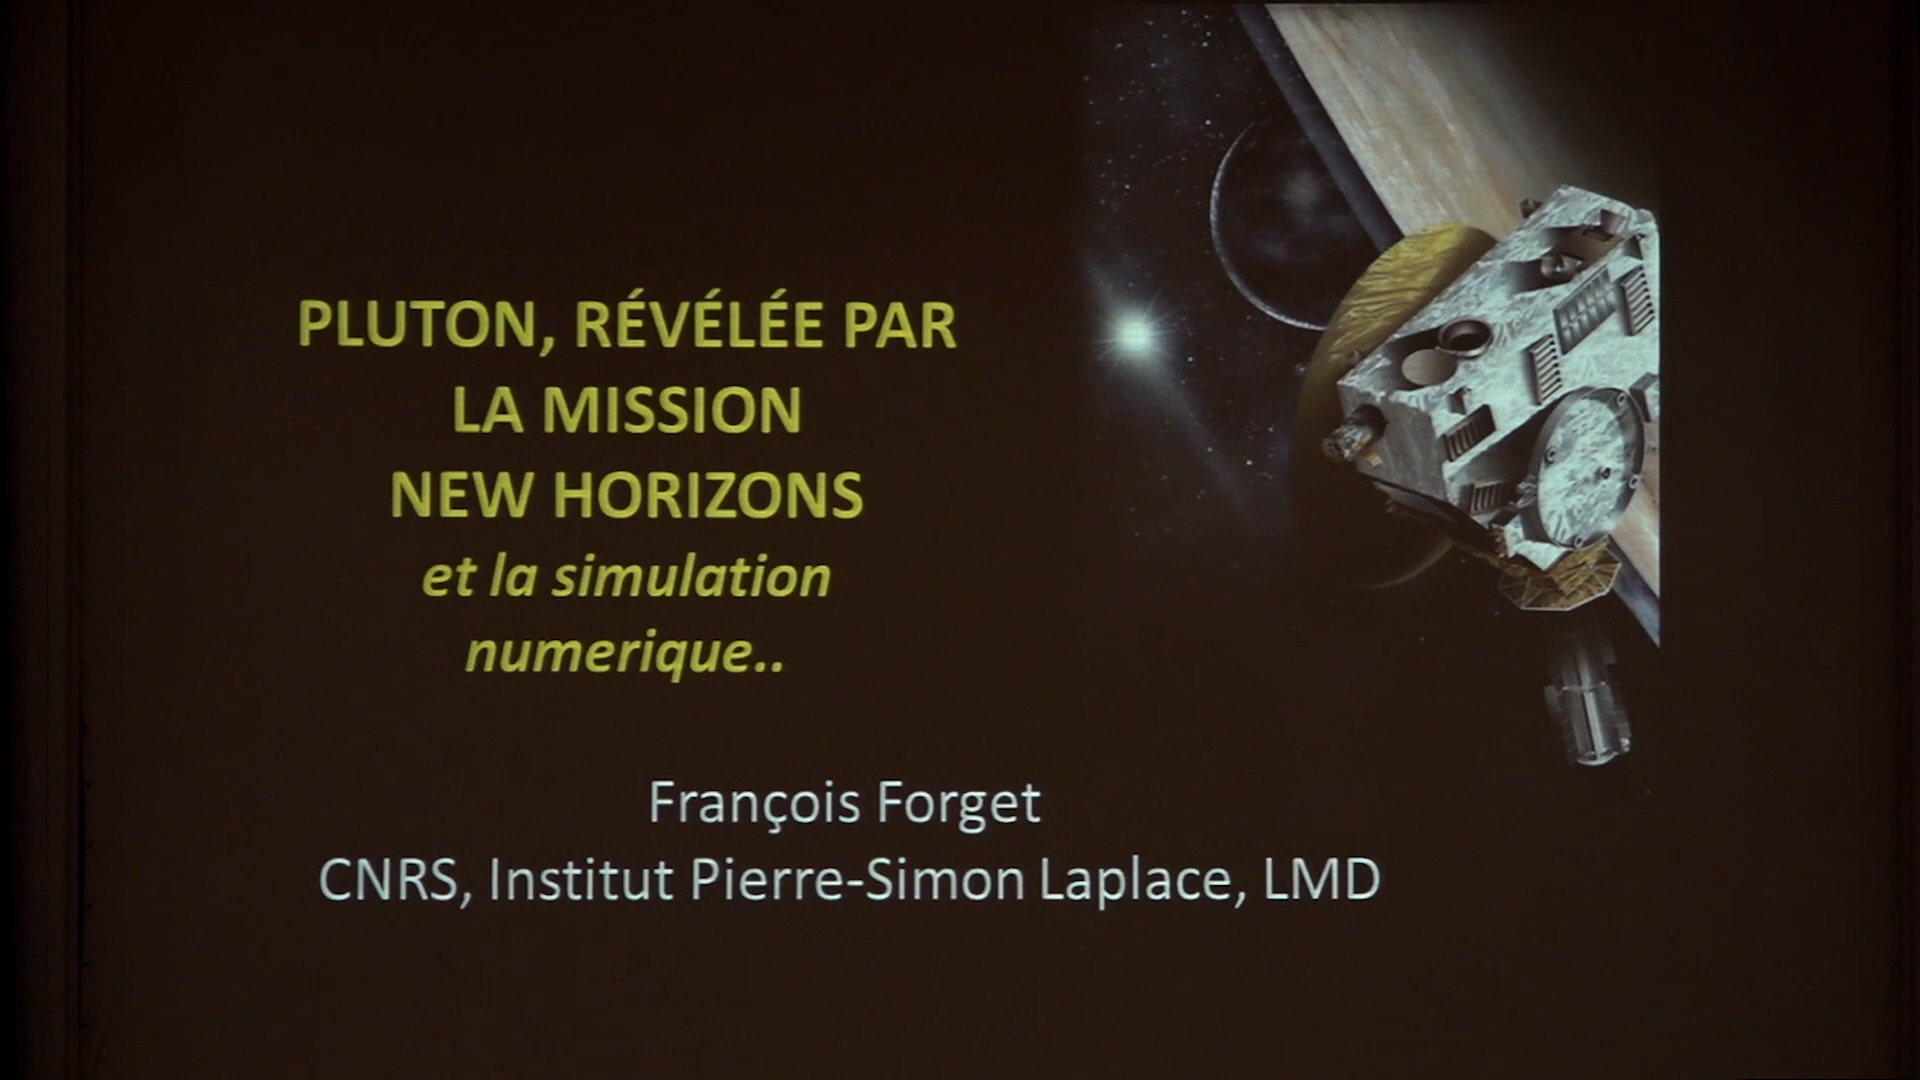 PLUTON, RÉVÉLÉE PAR
LA MISSION
NEW HORIZONS
et la simulation
numerique..
François Forget
CNRS, Institut Pierre-Simon Laplace, LMD